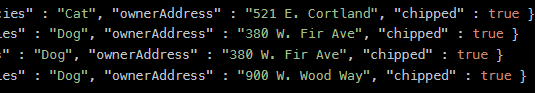 cies" : "Cat", "ownerAddress" : "521 E. Cortland", "chipped" : true }
ies" : "Dog", "ownerAddress" : "380 W. Fir Ave", "chipped" : true }
s" : "Dog", "ownerAddress" : "380 W. Fir Ave", "chipped" : true }
ies" : "Dog", "ownerAddress" : "900 W. Wood Way", "chipped" : true }